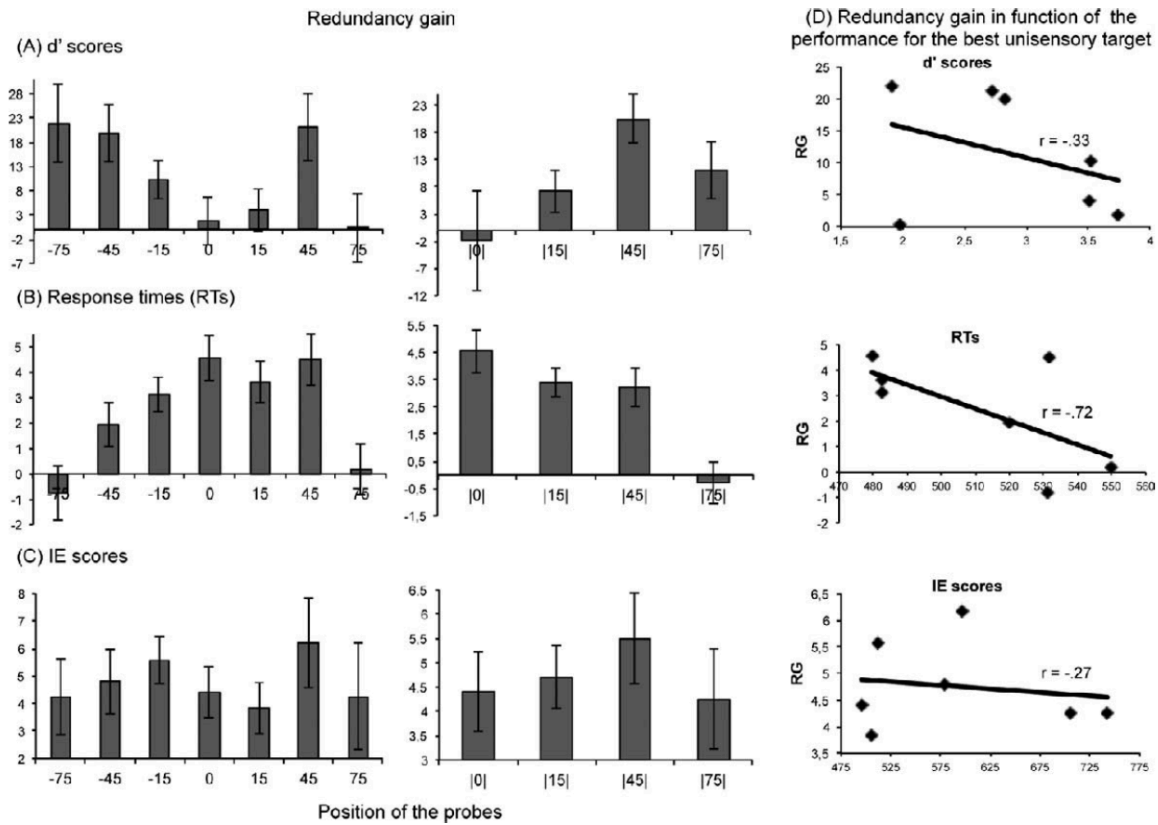 Redundancy gain
(A) d' scores
28
23
18
13
8
3
-2
-7
-75 -45 -15 0 15 45 75
23
18
13
8
3
-2
-7
-12
|0| |15| |45| |75|
(B) Response times (RTs)
5
4
3
2
1
0
-1
-2
-75 -45 -15 0 15 45 75
5,5
4,5
3,5
2,5
1,5
0,5
-0,5
-1,5
|0| |15| |45| |75|
(C) IE scores
8
7
6
5
4
3
2
-75 -45 -15 0 15 45 75
6.5
6
5.5
5
4.5
4
3.5
3
|0| |15| |45| |75|
Position of the probes
(D) Redundancy gain in function of the
performance for the best unisensory target
d' scores
25
20
15
10
5
0
RG
r = -.33
1,5 2 2,5 3 3,5 4
RTs
5
4
3
2
1
0
-1
-2
RG
r = -.72
470 480 490 500 510 520 530 540 550 550
IE scores
6,5
6
5,5
5
4,5
4
3,5
RG
r = -.27
475 525 575 625 675 725 775